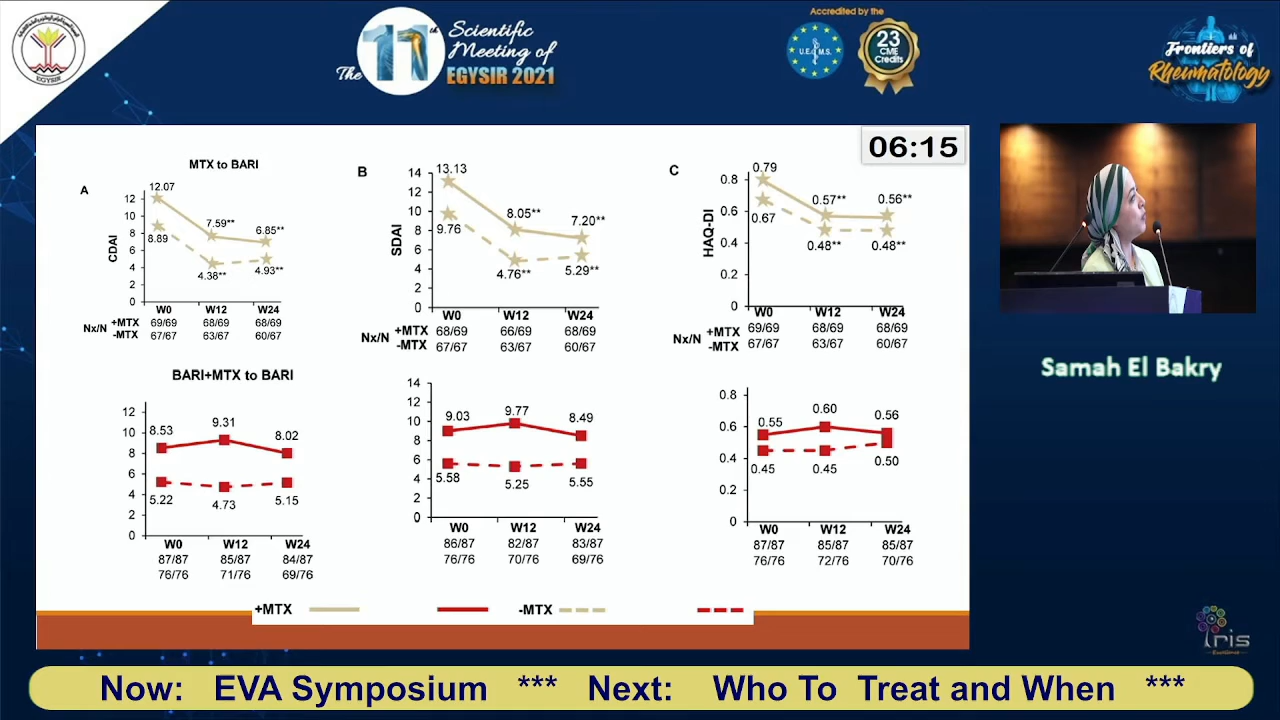 The 11th Scientific
Meeting of
EGYSIR 2021
EGYSIR
Accredited by the
U.E.M.S.
23
CME
Credits
Frontiers of
Rheumatology
06:15
MTX to BARI
A
CDAI
12
10
8
6
4
2
0
12.07
7.59**
6.85**
8.89
4.38**
4.93**
W0 W12 W24
Nx/N
+MTX 69/69 68/69 68/69
-MTX 67/67 63/67 60/67
B
SDAI
14
12
10
8
6
4
2
0
13.13
8.05**
7.20**
9.76
4.76**
5.29**
W0 W12 W24
Nx/N
+MTX 68/69 66/69 68/69
-MTX 67/67 63/67 60/67
C
HAQ-DI
0.8
0.6
0.4
0.2
0
0.79
0.57**
0.56**
0.67
0.48**
0.48**
W0 W12 W24
Nx/N
+MTX 69/69 68/69 68/69
-MTX 67/67 63/67 60/67
BARI+MTX to BARI
12
10
8
6
4
2
0
8.53
9.31
8.02
5.22
4.73
5.15
W0 W12 W24
87/87 85/87 84/87
76/76 71/76 69/76
14
12
10
8
6
4
2
0
9.03
9.77
8.49
5.58
5.25
5.55
W0 W12 W24
86/87 82/87 83/87
76/76 70/76 69/76
0.8
0.6
0.4
0.2
0
0.55
0.60
0.56
0.45
0.45
0.50
W0 W12 W24
87/87 85/87 85/87
76/76 72/76 70/76
+MTX -MTX
Samah El Bakry
Iris
Now: EVA Symposium *** Next: Who To Treat and When ***